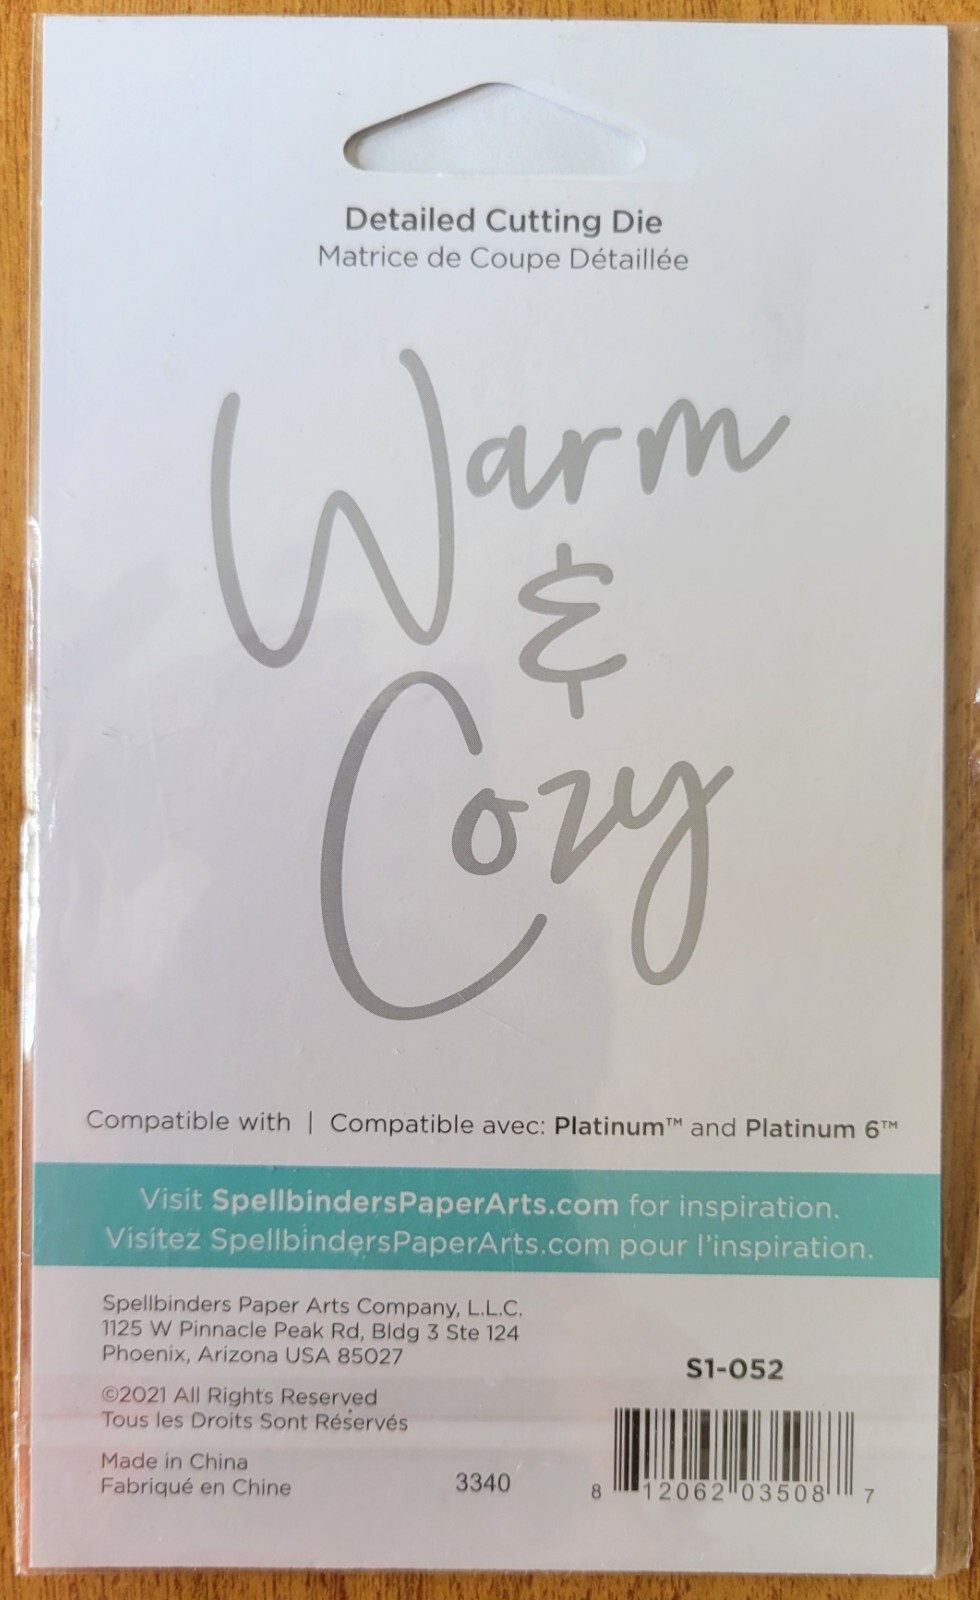 Detailed Cutting Die
Matrice de Coupe Détaillée
Warm
&
Cozy
Compatible with | Compatible avec: Platinum™ and Platinum 6™
Visit SpellbindersPaperArts.com for inspiration.
Visitez SpellbindersPaperArts.com pour l'inspiration.
Spellbinders Paper Arts Company, L.L.C.
1125 W Pinnacle Peak Rd, Bldg 3 Ste 124
Phoenix, Arizona USA 85027
©2021 All Rights Reserved
Tous les Droits Sont Réservés
Made in China
Fabriqué en Chine
3340
S1-052
8 12062 03508 7